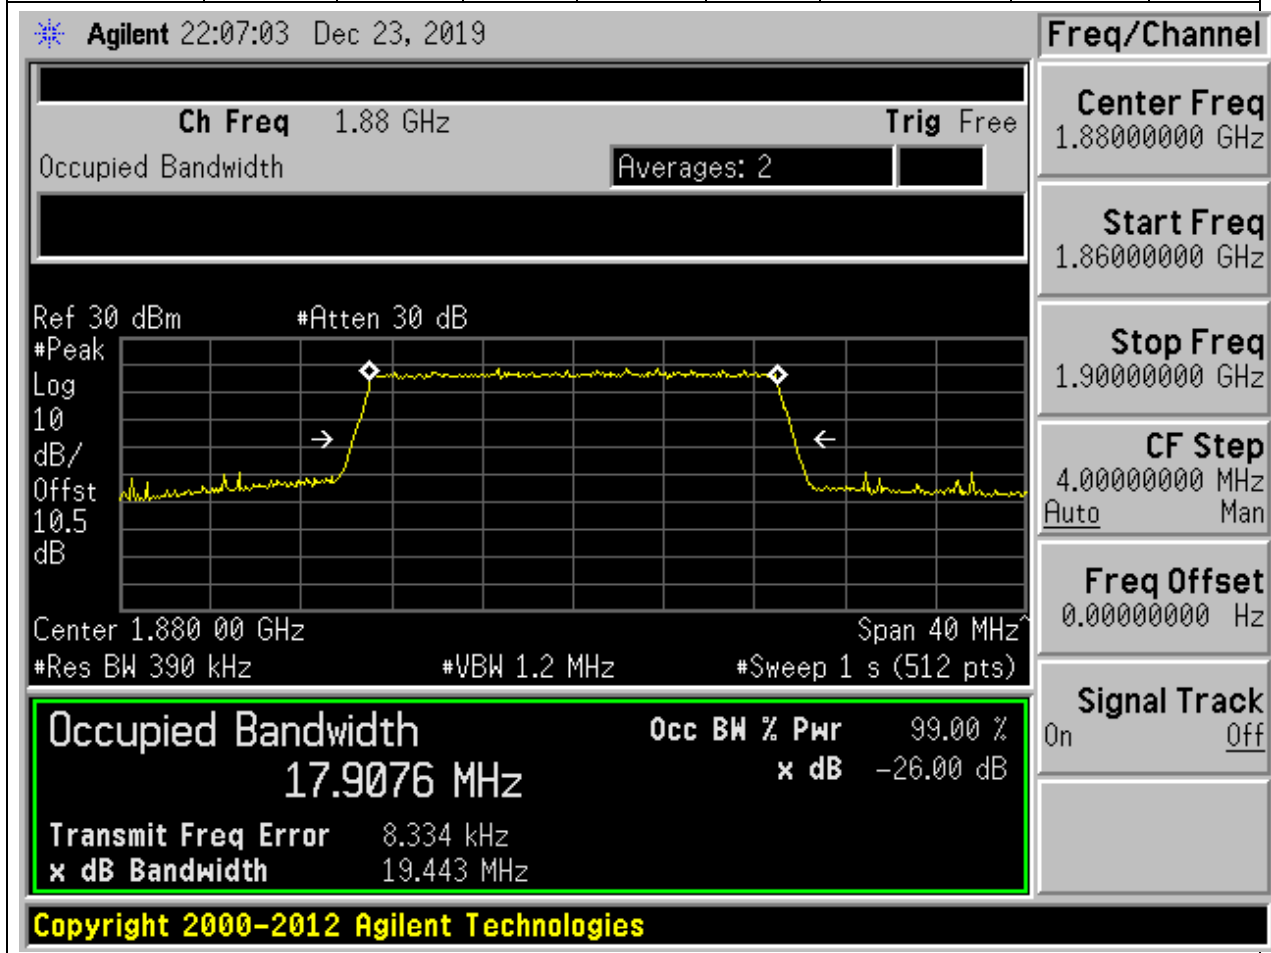 Agilent 22:07:03 Dec 23, 2019
Freq/Channel
Ch Freq 1.88 GHz Trig Free
Occupied Bandwidth Averages: 2
Ref 30 dBm #Atten 30 dB
#Peak
Log
10
dB/
Offst
10.5
dB
Center 1.880 00 GHz Span 40 MHz^
#Res BW 390 kHz #VBW 1.2 MHz #Sweep 1 s (512 pts)
Occupied Bandwidth Occ BW % Pwr 99.00 %
17.9076 MHz x dB -26.00 dB
Transmit Freq Error 8.334 kHz
x dB Bandwidth 19.443 MHz
Center Freq
1.88000000 GHz
Start Freq
1.86000000 GHz
Stop Freq
1.90000000 GHz
CF Step
4.00000000 MHz
Auto Man
Freq Offset
0.00000000 Hz
Signal Track
On Off
Copyright 2000-2012 Agilent Technologies